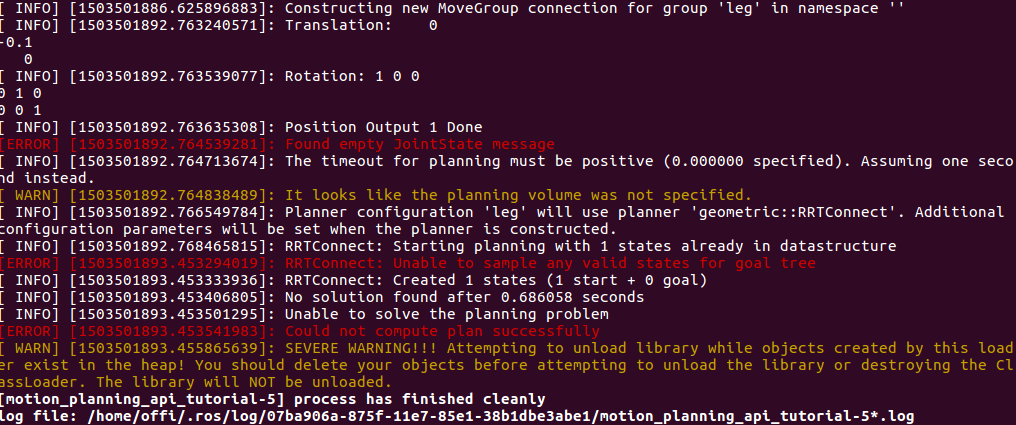 [ INFO] [1503501886.625896883]: Constructing new MoveGroup connection for group 'leg' in namespace ''
[ INFO] [1503501892.763240571]: Translation:    0
-0.1
   0
[ INFO] [1503501892.763539077]: Rotation: 1 0 0
0 1 0
0 0 1
[ INFO] [1503501892.763635308]: Position Output 1 Done
[ERROR] [1503501892.764539281]: Found empty JointState message
[ INFO] [1503501892.764713674]: The timeout for planning must be positive (0.000000 specified). Assuming one seco
nd instead.
[ WARN] [1503501892.764838489]: It looks like the planning volume was not specified.
[ INFO] [1503501892.766549784]: Planner configuration 'leg' will use planner 'geometric::RRTConnect'. Additional
configuration parameters will be set when the planner is constructed.
[ INFO] [1503501892.768465815]: RRTConnect: Starting planning with 1 states already in datastructure
[ERROR] [1503501893.453294019]: RRTConnect: Unable to sample any valid states for goal tree
[ INFO] [1503501893.453333936]: RRTConnect: Created 1 states (1 start + 0 goal)
[ INFO] [1503501893.453406805]: No solution found after 0.686058 seconds
[ INFO] [1503501893.453501295]: Unable to solve the planning problem
[ERROR] [1503501893.453541983]: Could not compute plan successfully
[ WARN] [1503501893.455865639]: SEVERE WARNING!!! Attempting to unload library while objects created by this load
er exist in the heap! You should delete your objects before attempting to unload the library or destroying the Cl
assLoader. The library will NOT be unloaded.
[motion_planning_api_tutorial-5] process has finished cleanly
log file: /home/offi/.ros/log/07ba906a-875f-11e7-85e1-38b1dbe3abe1/motion_planning_api_tutorial-5*.log